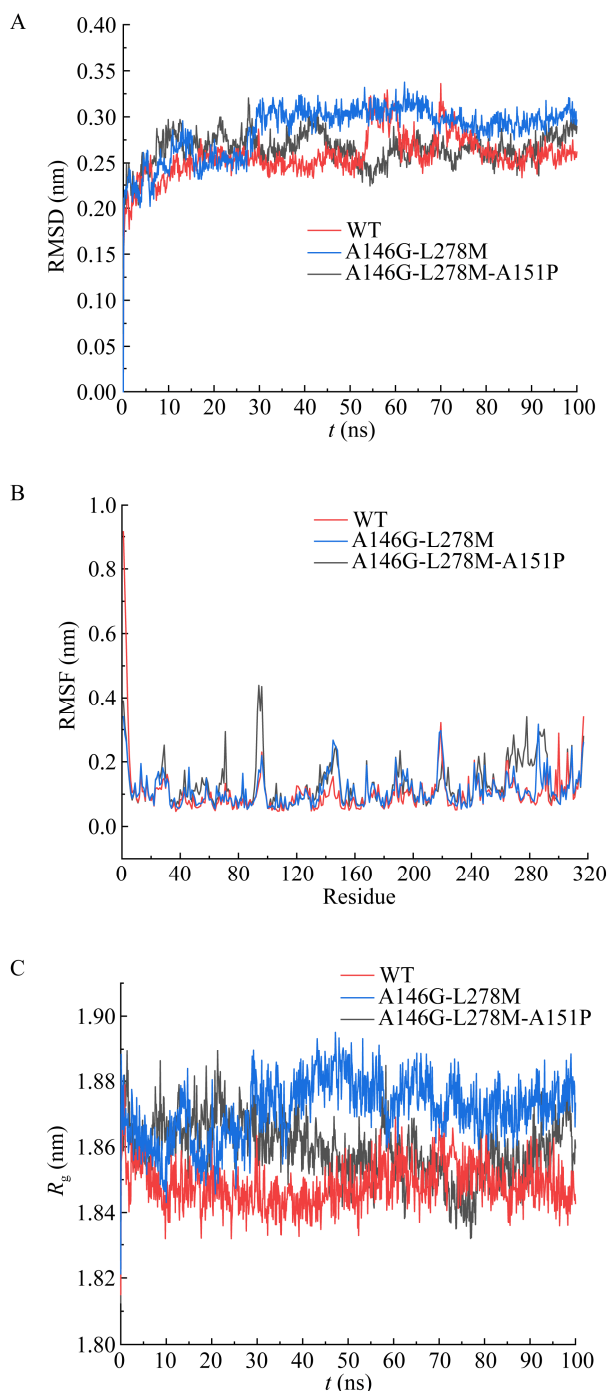 A
0.40
0.35
0.30
0.25
0.20
0.15
0.10
0.05
0.00
RMSD (nm)
WT
A146G-L278M
A146G-L278M-A151P
0 10 20 30 40 50 60 70 80 90 100
t (ns)
B
1.0
0.8
0.6
0.4
0.2
0.0
RMSF (nm)
WT
A146G-L278M
A146G-L278M-A151P
0 40 80 120 160 200 240 280 320
Residue
C
WT
A146G-L278M
A146G-L278M-A151P
1.90
1.88
1.86
1.84
1.82
1.80
Rg (nm)
0 10 20 30 40 50 60 70 80 90 100
t (ns)